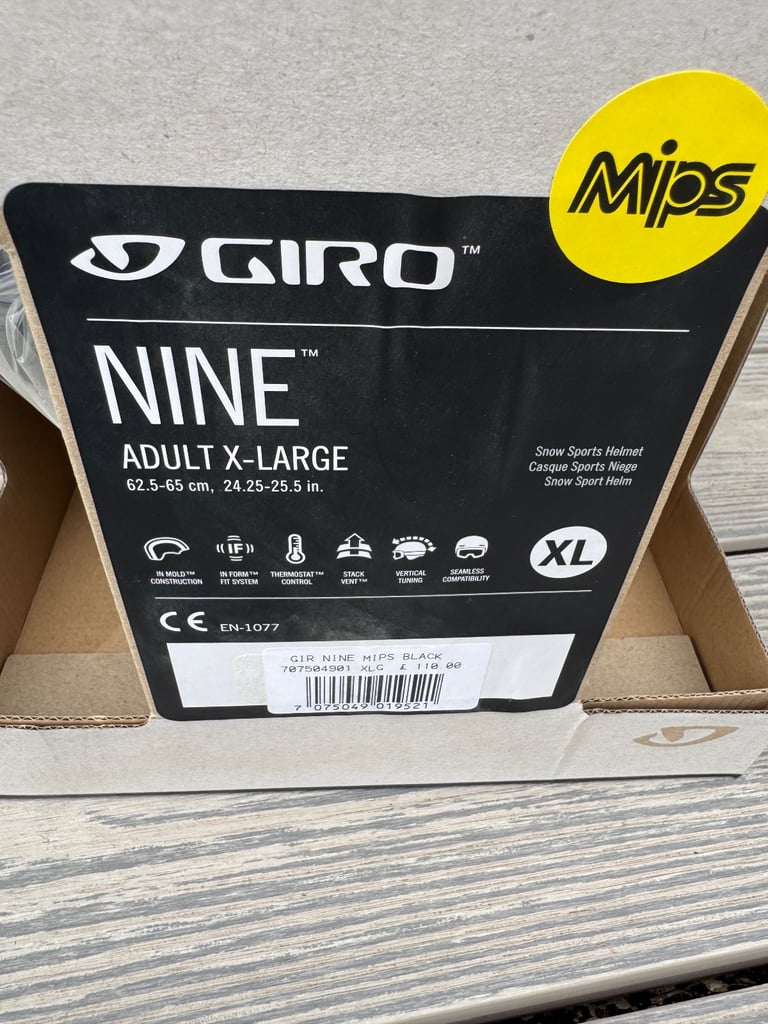 Mips
GIRO™
NINE™
ADULT X-LARGE
62.5-65 cm, 24.25-25.5 in.
Snow Sports Helmet
Casque Sports Niege
Snow Sport Helm
IN MOLD™
CONSTRUCTION
IF
IN FORM™
FIT SYSTEM
THERMOSTAT™
CONTROL
STACK
VENT™
VERTICAL
TUNING
SEAMLESS
COMPATIBILITY
XL
CE EN-1077
GIR NINE MIPS BLACK
707504901 XLG £ 110.00
7 075049 019521